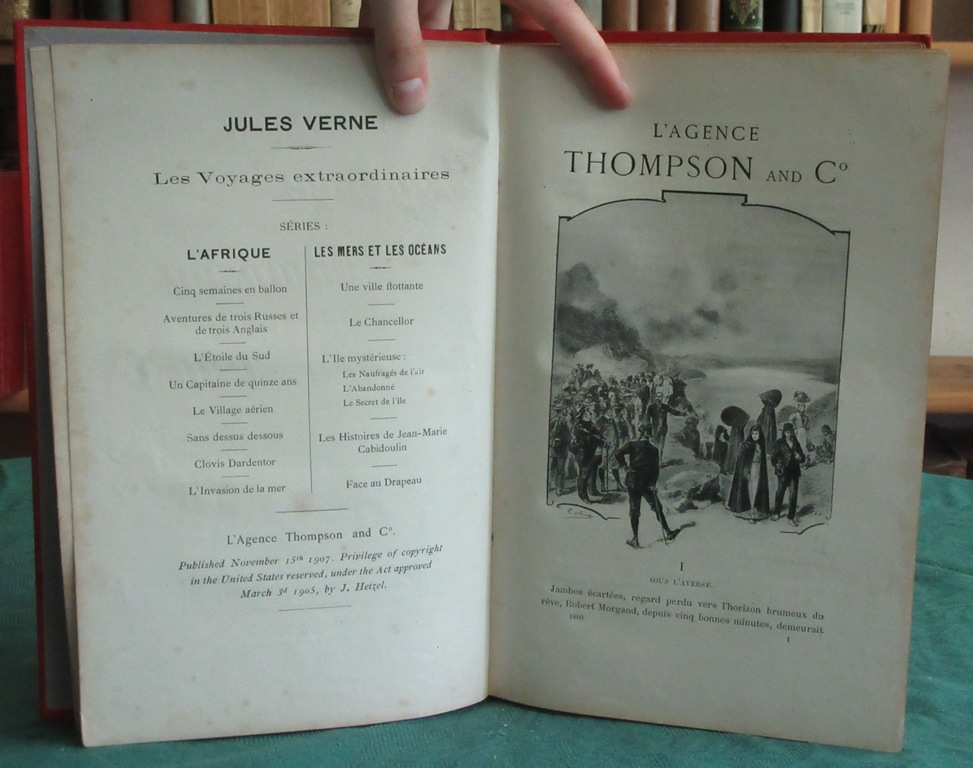 JULES VERNE
Les Voyages extraordinaires
SÉRIES :
L'AFRIQUE
Cinq semaines en ballon
Aventures de trois Russes et
de trois Anglais
L'Étoile du Sud
Un Capitaine de quinze ans
Le Village aérien
Sans dessus dessous
Clovis Dardentor
L'Invasion de la mer
LES MERS ET LES OCÉANS
Une ville flottante
Le Chancellor
L'Ile mystérieuse :
Les Naufragés de l'air
L'Abandonné
Le Secret de l'île
Les Histoires de Jean-Marie
Cabidoulin
Face au Drapeau
L'Agence Thompson and Cº.
Published November 15th 1907. Privilege of copyright
in the United States reserved, under the Act approved
March 3d 1905, by J. Hetzel.
L'AGENCE
THOMPSON AND Cº
I
SOUS L'AVERSE.
Jambes écartées, regard perdu vers l'horizon brumeux du
rêve, Robert Morgand, depuis cinq bonnes minutes, demeurait
1